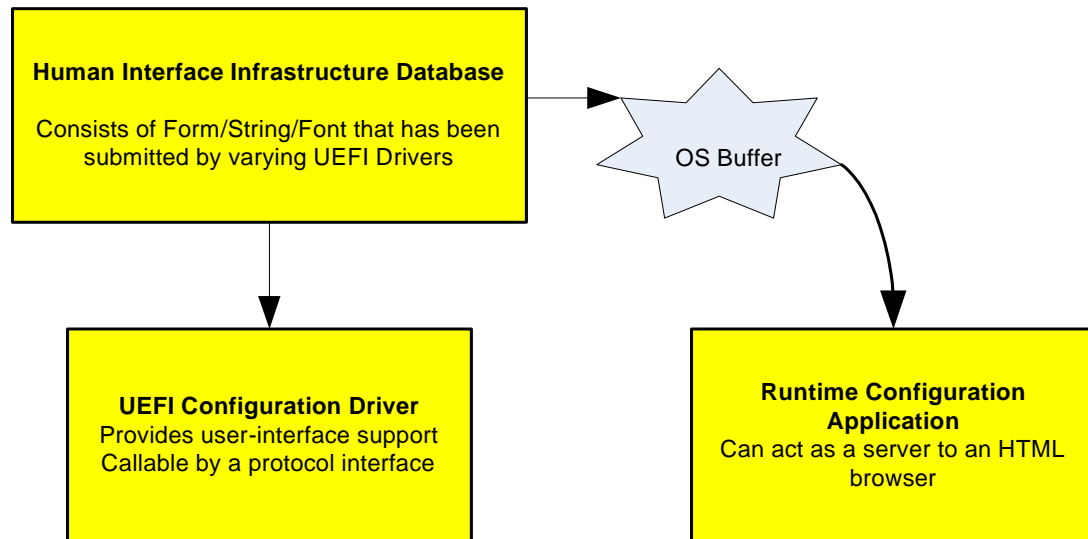 Human Interface Infrastructure Database
Consists of Form/String/Font that has been
submitted by varying UEFI Drivers
OS Buffer
UEFI Configuration Driver
Provides user-interface support
Callable by a protocol interface
Runtime Configuration
Application
Can act as a server to an HTML
browser